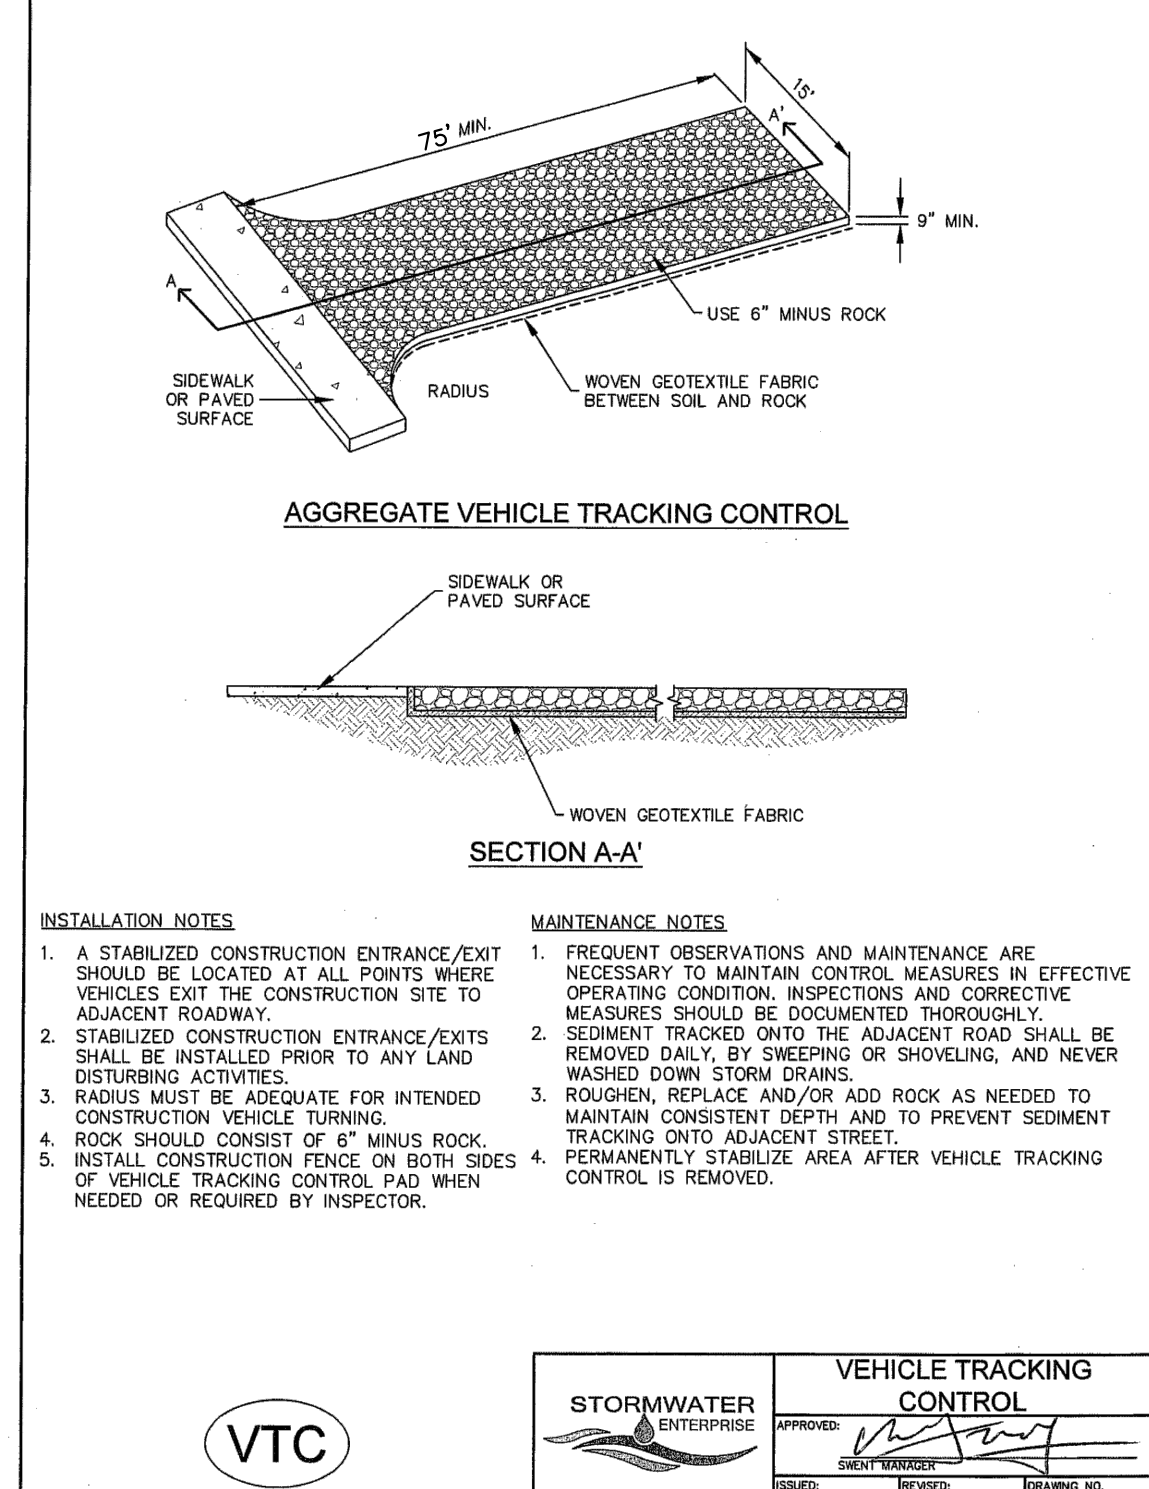 75' MIN.
15'
A'
9" MIN.
USE 6" MINUS ROCK
A
SIDEWALK
OR PAVED
SURFACE
RADIUS
WOVEN GEOTEXTILE FABRIC
BETWEEN SOIL AND ROCK
AGGREGATE VEHICLE TRACKING CONTROL
SIDEWALK OR
PAVED SURFACE
WOVEN GEOTEXTILE FABRIC
SECTION A-A'
INSTALLATION NOTES
1. A STABILIZED CONSTRUCTION ENTRANCE/EXIT
SHOULD BE LOCATED AT ALL POINTS WHERE
VEHICLES EXIT THE CONSTRUCTION SITE TO
ADJACENT ROADWAY.
2. STABILIZED CONSTRUCTION ENTRANCE/EXITS
SHALL BE INSTALLED PRIOR TO ANY LAND
DISTURBING ACTIVITIES.
3. RADIUS MUST BE ADEQUATE FOR INTENDED
CONSTRUCTION VEHICLE TURNING.
4. ROCK SHOULD CONSIST OF 6" MINUS ROCK.
5. INSTALL CONSTRUCTION FENCE ON BOTH SIDES
OF VEHICLE TRACKING CONTROL PAD WHEN
NEEDED OR REQUIRED BY INSPECTOR.
MAINTENANCE NOTES
1. FREQUENT OBSERVATIONS AND MAINTENANCE ARE
NECESSARY TO MAINTAIN CONTROL MEASURES IN EFFECTIVE
OPERATING CONDITION. INSPECTIONS AND CORRECTIVE
MEASURES SHOULD BE DOCUMENTED THOROUGHLY.
2. SEDIMENT TRACKED ONTO THE ADJACENT ROAD SHALL BE
REMOVED DAILY, BY SWEEPING OR SHOVELING, AND NEVER
WASHED DOWN STORM DRAINS.
3. ROUGHEN, REPLACE AND/OR ADD ROCK AS NEEDED TO
MAINTAIN CONSISTENT DEPTH AND TO PREVENT SEDIMENT
TRACKING ONTO ADJACENT STREET.
4. PERMANENTLY STABILIZE AREA AFTER VEHICLE TRACKING
CONTROL IS REMOVED.
VTC
STORMWATER
ENTERPRISE
VEHICLE TRACKING
CONTROL
APPROVED:
SWENT MANAGER
ISSUED:
REVISED:
DRAWING NO.